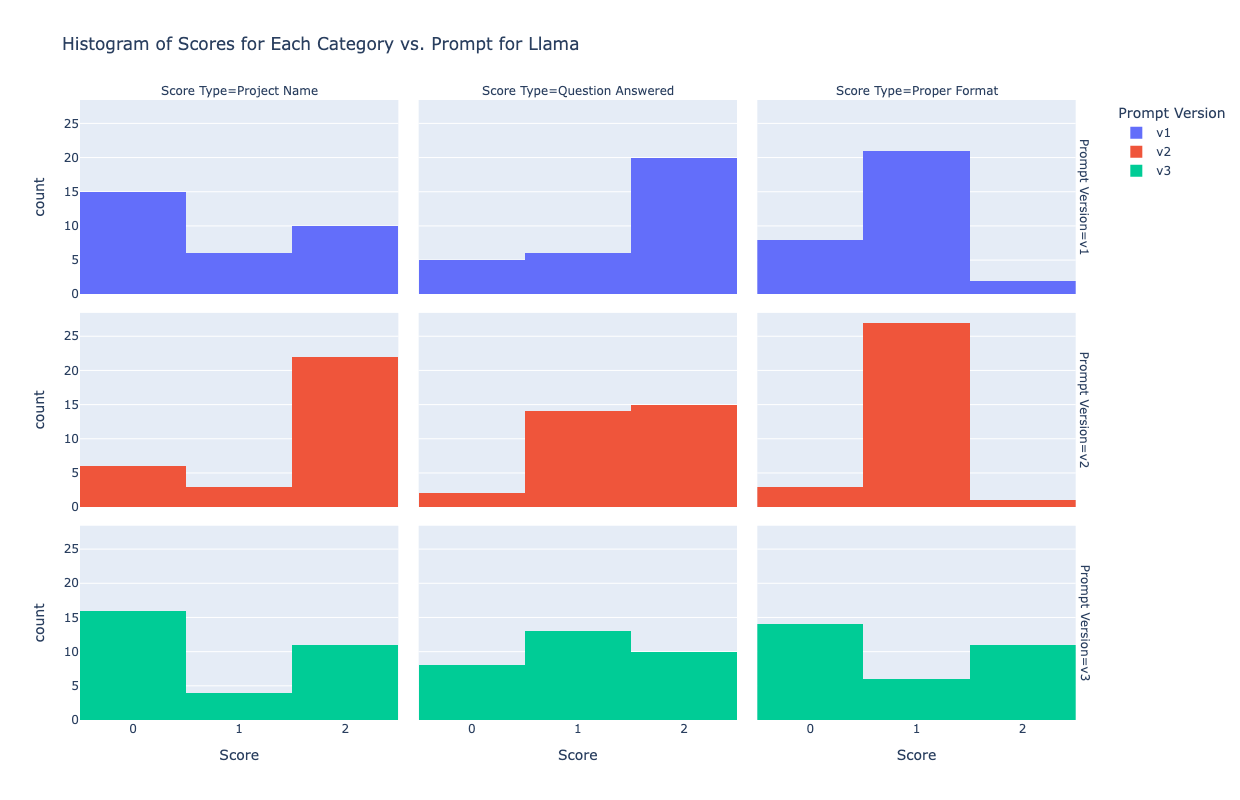 Histogram of Scores for Each Category vs. Prompt for Llama
Score Type=Project Name
Score Type=Question Answered
Score Type=Proper Format
Prompt Version
v1
v2
v3
25
20
15
10
5
0
count
Prompt Version=v1
25
20
15
10
5
0
count
Prompt Version=v2
25
20
15
10
5
0
count
Prompt Version=v3
0 1 2
0 1 2
0 1 2
Score
Score
Score